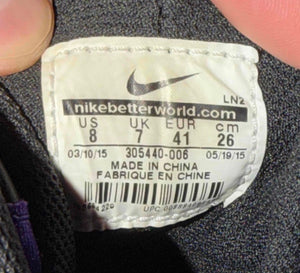 LN2
nikebetterworld.com
US UK EUR cm
8 7 41 26
03/10/15 305440-006 05/19/15
MADE IN CHINA
FABRIQUE EN CHINE